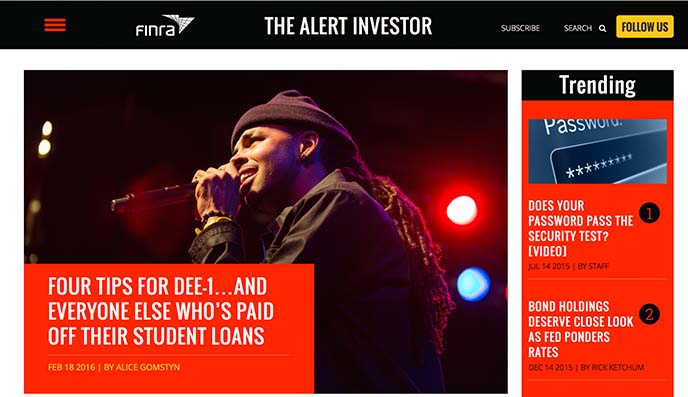 finra
THE ALERT INVESTOR
SUBSCRIBE
SEARCH
FOLLOW US
FOUR TIPS FOR DEE-1...AND
EVERYONE ELSE WHO'S PAID
OFF THEIR STUDENT LOANS
FEB 18 2016 | BY ALICE GOMSTYN
Trending
Password:
*********
DOES YOUR
PASSWORD PASS THE
SECURITY TEST?
[VIDEO]
1
JUL 14 2015 | BY STAFF
BOND HOLDINGS
DESERVE CLOSE LOOK
AS FED PONDERS
RATES
2
DEC 14 2015 | BY RICK KETCHUM